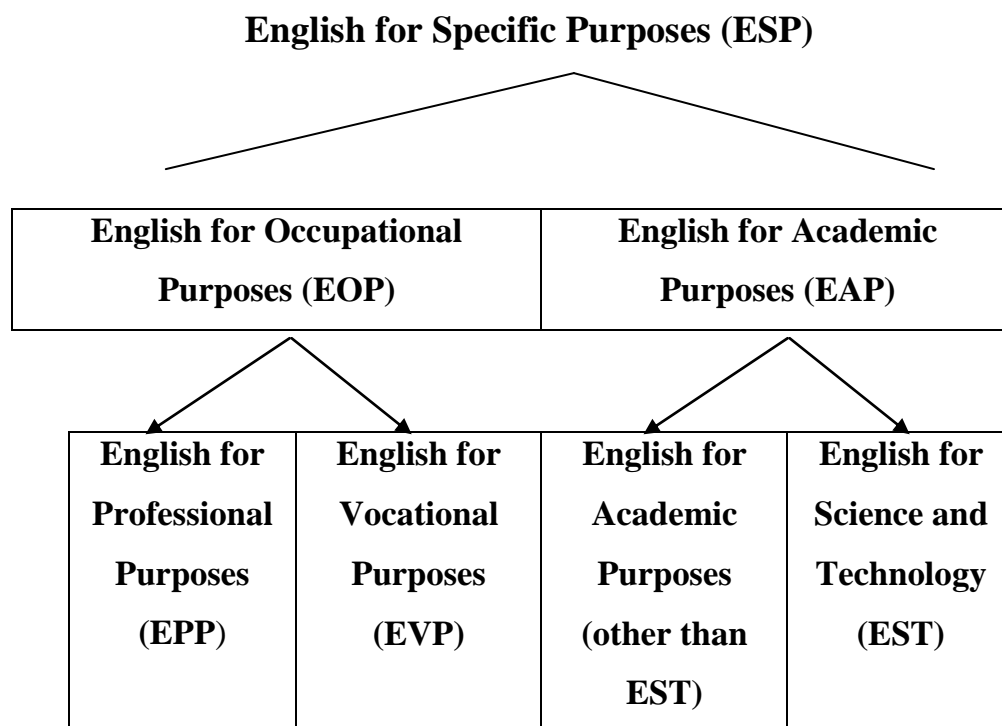 English for Specific Purposes (ESP)
English for Occupational
Purposes (EOP)
English for Academic
Purposes (EAP)
English for
Professional
Purposes
(EPP)
English for
Vocational
Purposes
(EVP)
English for
Academic
Purposes
(other than
EST)
English for
Science and
Technology
(EST)